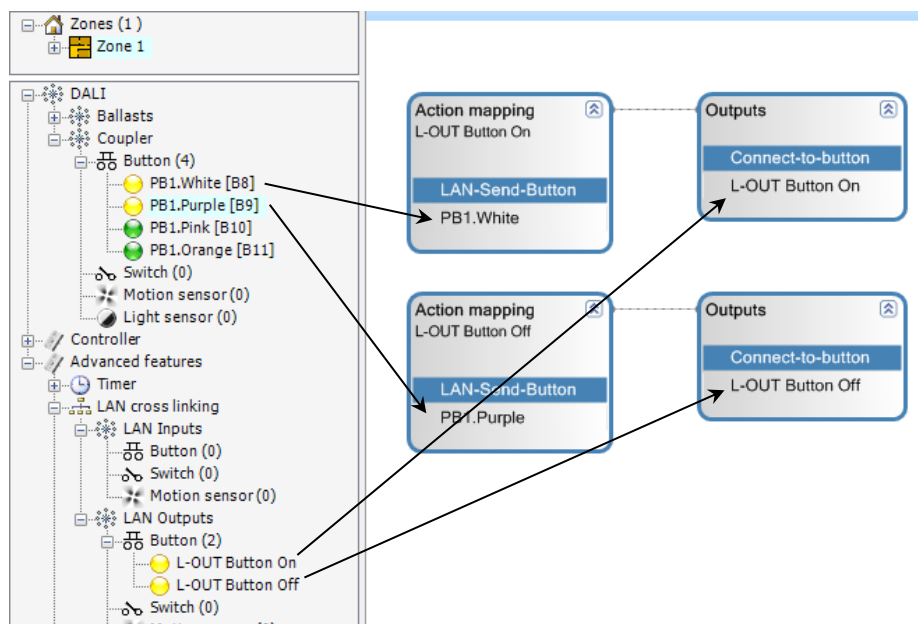 Zones (1 )
Zone 1
DALI
Ballasts
Coupler
Button (4)
PB1.White [B8]
PB1.Purple [B9]
PB1.Pink [B10]
PB1.Orange [B11]
Switch (0)
Motion sensor (0)
Light sensor (0)
Controller
Advanced features
Timer
LAN cross linking
LAN Inputs
Button (0)
Switch (0)
Motion sensor (0)
LAN Outputs
Button (2)
L-OUT Button On
L-OUT Button Off
Switch (0)
Action mapping
L-OUT Button On
LAN-Send-Button
PB1.White
Outputs
Connect-to-button
L-OUT Button On
Action mapping
L-OUT Button Off
LAN-Send-Button
PB1.Purple
Outputs
Connect-to-button
L-OUT Button Off